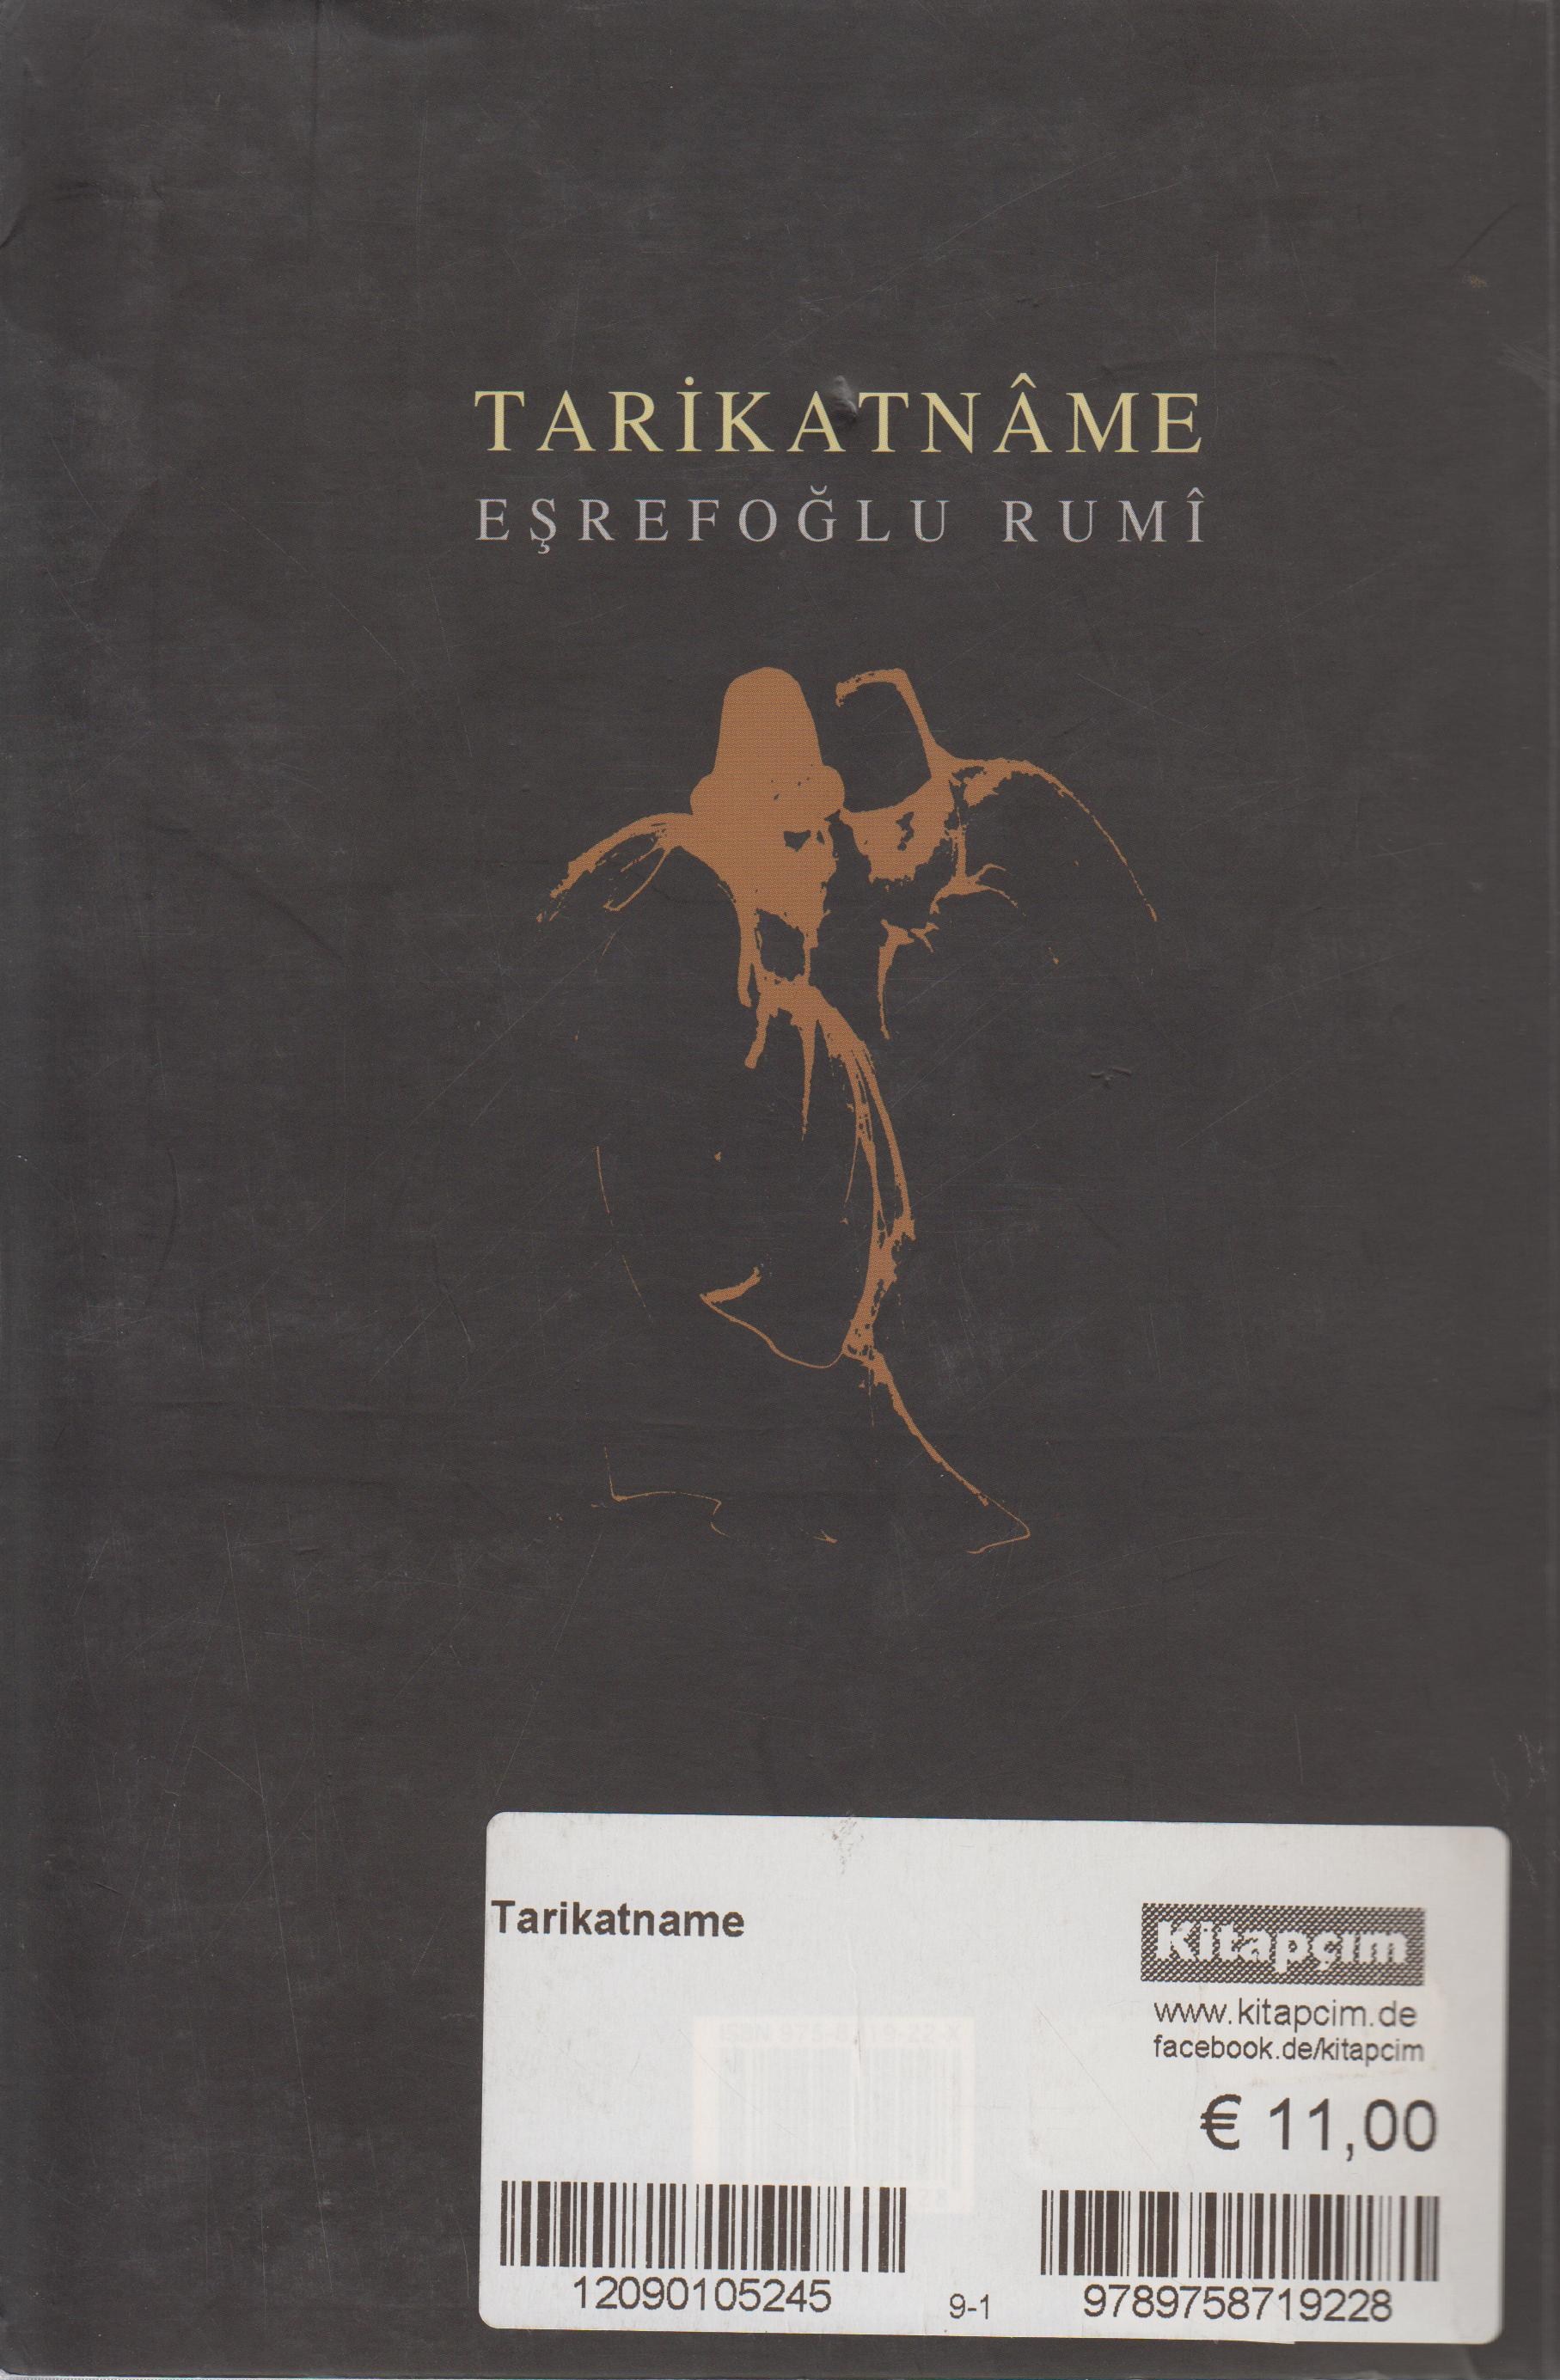 TARİKATNÂME
EŞREFOĞLU RUMÎ
Tarikatname
Kitapçım
www.kitapcim.de
facebook.de/kitapcim
€ 11,00
12090105245
9-1
9789758719228